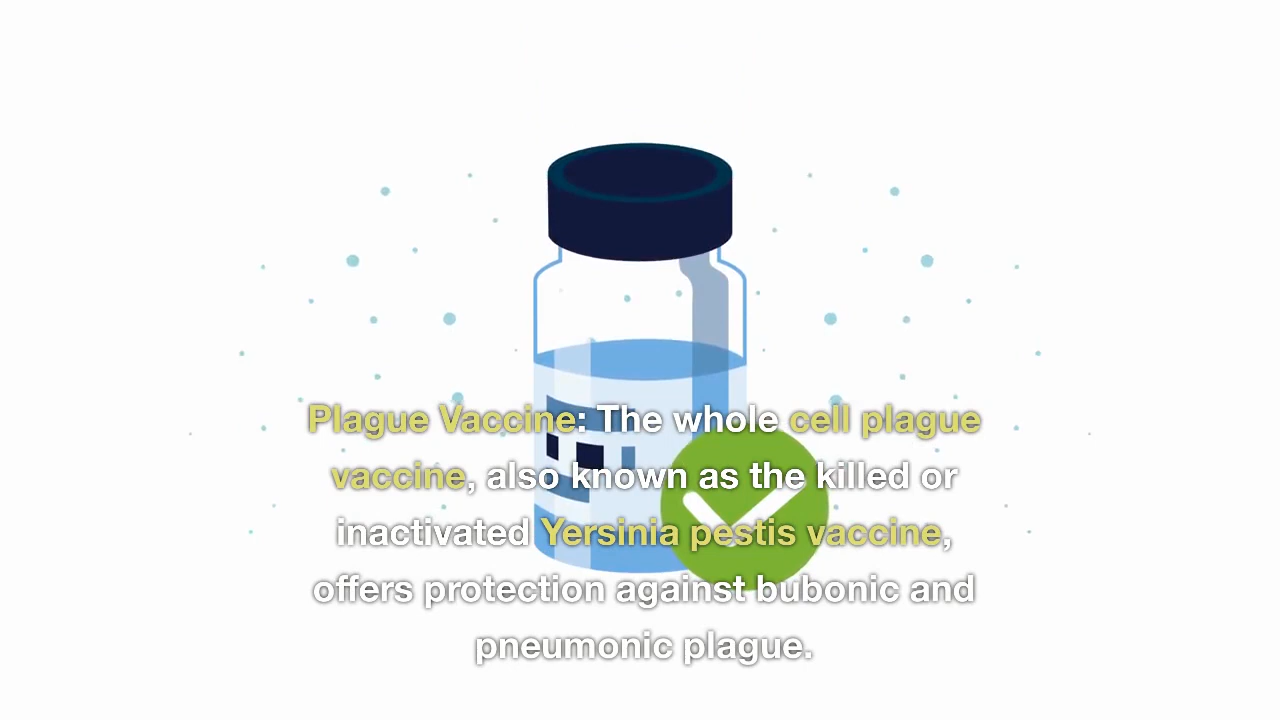 Plague Vaccine: The whole cell plague
vaccine, also known as the killed or
inactivated Yersinia pestis vaccine,
offers protection against bubonic and
pneumonic plague.